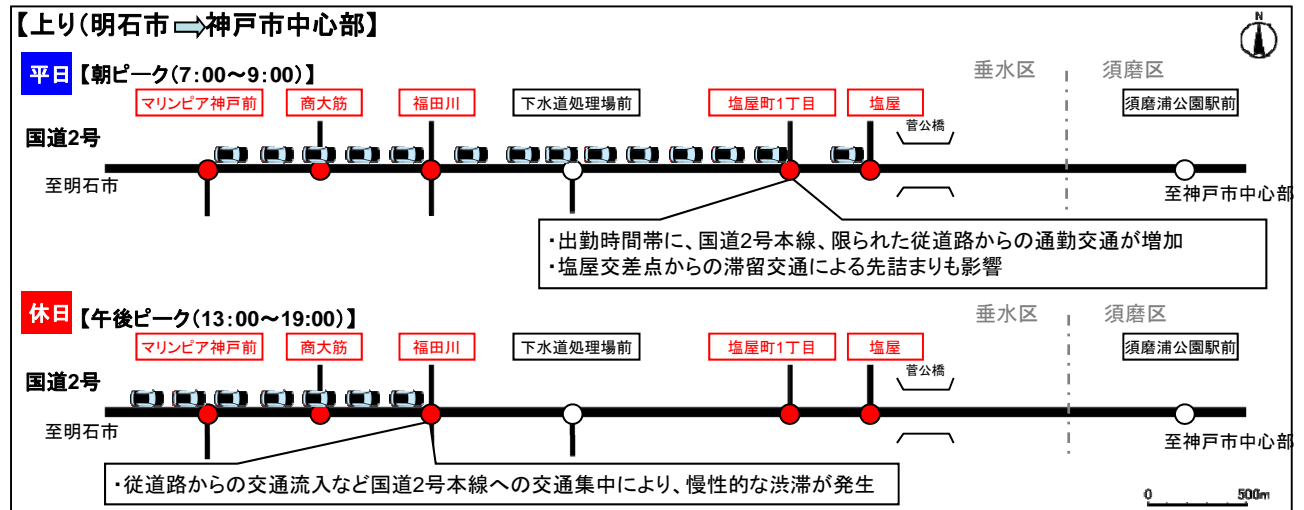 【上り(明石市⇒神戸市中心部】
N
平日【朝ピーク(7:00～9:00)】
垂水区 須磨区
マリンピア神戸前 商大筋 福田川 下水道処理場前 塩屋町1丁目 塩屋 須磨浦公園駅前
菅公橋
国道2号
至明石市
至神戸市中心部
・出勤時間帯に、国道2号本線、限られた従道路からの通勤交通が増加
・塩屋交差点からの滞留交通による先詰まりも影響
休日【午後ピーク(13:00～19:00)】
垂水区 須磨区
マリンピア神戸前 商大筋 福田川 下水道処理場前 塩屋町1丁目 塩屋 須磨浦公園駅前
菅公橋
国道2号
至明石市
至神戸市中心部
・従道路からの交通流入など国道2号本線への交通集中により、慢性的な渋滞が発生
0 500m